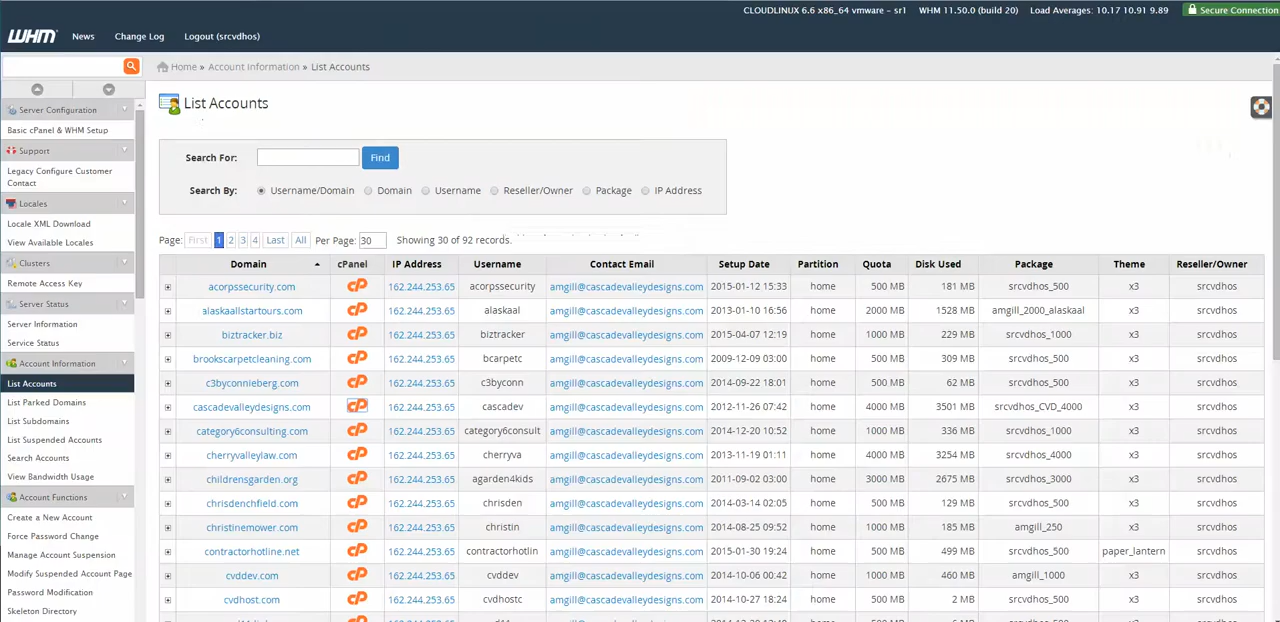 CLOUDLINUX 6.6 x86_64 vmware – sr1 WHM 11.50.0 (build 20) Load Averages: 10.17 10.91 9.89 Secure Connection
WHM News Change Log Logout (srcvdhos)
Home » Account Information » List Accounts
Server Configuration
Basic cPanel & WHM Setup
Support
Legacy Configure Customer
Contact
Locales
Locale XML Download
View Available Locales
Clusters
Remote Access Key
Server Status
Server Information
Service Status
Account Information
List Accounts
List Parked Domains
List Subdomains
List Suspended Accounts
Search Accounts
View Bandwidth Usage
Account Functions
Create a New Account
Force Password Change
Manage Account Suspension
Modify Suspended Account Page
Password Modification
Skeleton Directory
List Accounts
Search For: Find
Search By: Username/Domain Domain Username Reseller/Owner Package IP Address
Page: First 1 2 3 4 Last All Per Page: 30 Showing 30 of 92 records.
Domain cPanel IP Address Username Contact Email Setup Date Partition Quota Disk Used Package Theme Reseller/Owner
acorpssecurity.com cP 162.244.253.65 acorpssecurity amgill@cascadevalleydesigns.com 2015-01-12 15:33 home 500 MB 181 MB srcvdhos_500 x3 srcvdhos
alaskaallstartours.com cP 162.244.253.65 alaskaal amgill@cascadevalleydesigns.com 2013-01-10 16:56 home 2000 MB 1528 MB amgill_2000_alaskaal x3 srcvdhos
biztracker.biz cP 162.244.253.65 biztracker amgill@cascadevalleydesigns.com 2015-04-07 12:19 home 1000 MB 229 MB srcvdhos_1000 x3 srcvdhos
brookscarpetcleaning.com cP 162.244.253.65 bcarpetc amgill@cascadevalleydesigns.com 2009-12-09 03:00 home 500 MB 309 MB srcvdhos_500 x3 srcvdhos
c3byconnieberg.com cP 162.244.253.65 c3byconn amgill@cascadevalleydesigns.com 2014-09-22 18:01 home 500 MB 62 MB srcvdhos_500 x3 srcvdhos
cascadevalleydesigns.com cP 162.244.253.65 cascadev amgill@cascadevalleydesigns.com 2012-11-26 07:42 home 4000 MB 3501 MB srcvdhos_CVD_4000 x3 srcvdhos
category6consulting.com cP 162.244.253.65 category6consult amgill@cascadevalleydesigns.com 2014-12-20 10:52 home 1000 MB 336 MB srcvdhos_1000 x3 srcvdhos
cherryvalleylaw.com cP 162.244.253.65 cherryva amgill@cascadevalleydesigns.com 2013-11-19 01:11 home 4000 MB 3254 MB srcvdhos_4000 x3 srcvdhos
childrensgarden.org cP 162.244.253.65 agarden4kids amgill@cascadevalleydesigns.com 2011-09-02 03:00 home 3000 MB 2675 MB srcvdhos_3000 x3 srcvdhos
chrisdenchfield.com cP 162.244.253.65 chrisden amgill@cascadevalleydesigns.com 2014-03-14 02:05 home 500 MB 129 MB srcvdhos_500 x3 srcvdhos
christinemower.com cP 162.244.253.65 christin amgill@cascadevalleydesigns.com 2014-08-25 09:52 home 1000 MB 185 MB amgill_250 x3 srcvdhos
contractorhotline.net cP 162.244.253.65 contractorhotlin amgill@cascadevalleydesigns.com 2015-01-30 19:24 home 500 MB 499 MB srcvdhos_500 paper_lantern srcvdhos
cvddev.com cP 162.244.253.65 cvddev amgill@cascadevalleydesigns.com 2014-10-06 00:42 home 1000 MB 460 MB amgill_1000 x3 srcvdhos
cvdhost.com cP 162.244.253.65 cvdhostc amgill@cascadevalleydesigns.com 2014-10-27 18:24 home 500 MB 2 MB srcvdhos_500 x3 srcvdhos